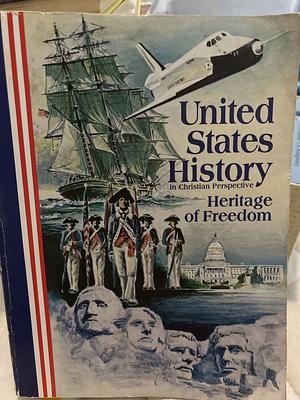 United
States
History
in Christian Perspective
Heritage
of Freedom